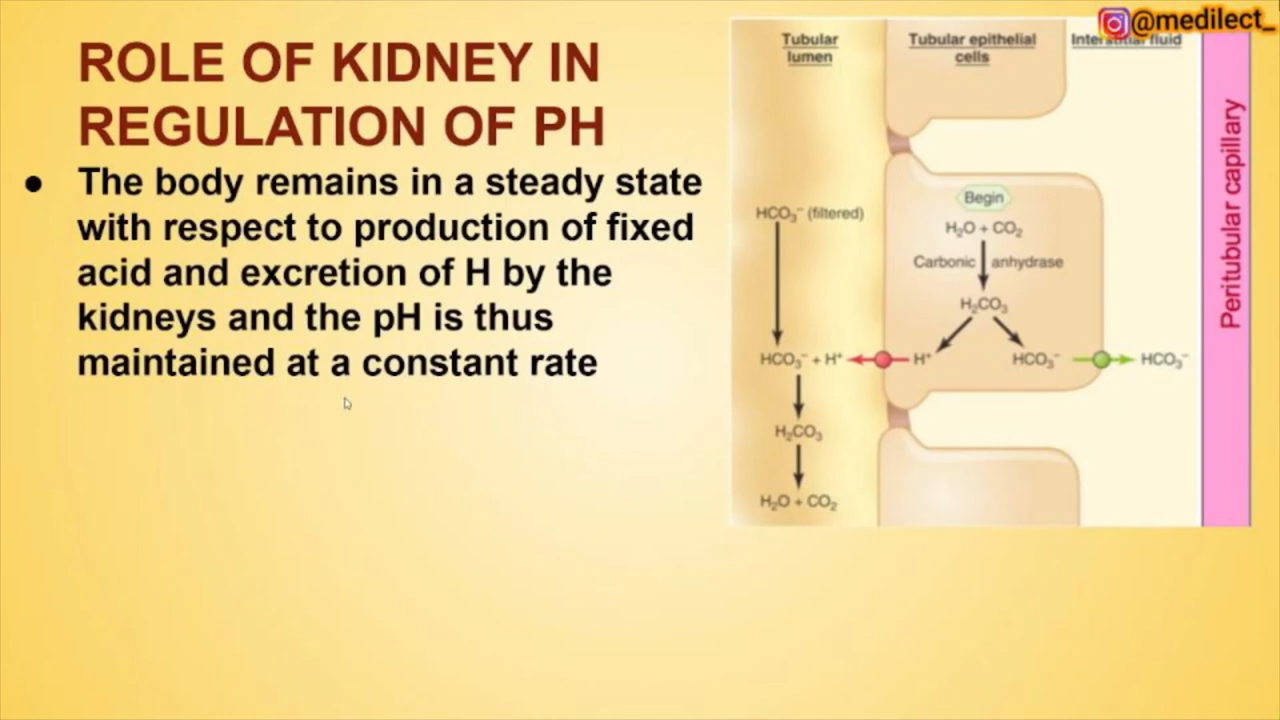 @medilect_
ROLE OF KIDNEY IN
REGULATION OF PH
● The body remains in a steady state
with respect to production of fixed
acid and excretion of H by the
kidneys and the pH is thus
maintained at a constant rate
Tubular
lumen
Tubular epithelial
cells
Interstitial fluid
Peritubular capillary
Begin
HCO₃⁻ (filtered)
H₂O + CO₂
Carbonic anhydrase
H₂CO₃
HCO₃⁻ + H⁺
H⁺
HCO₃⁻
HCO₃⁻
H₂CO₃
H₂O + CO₂